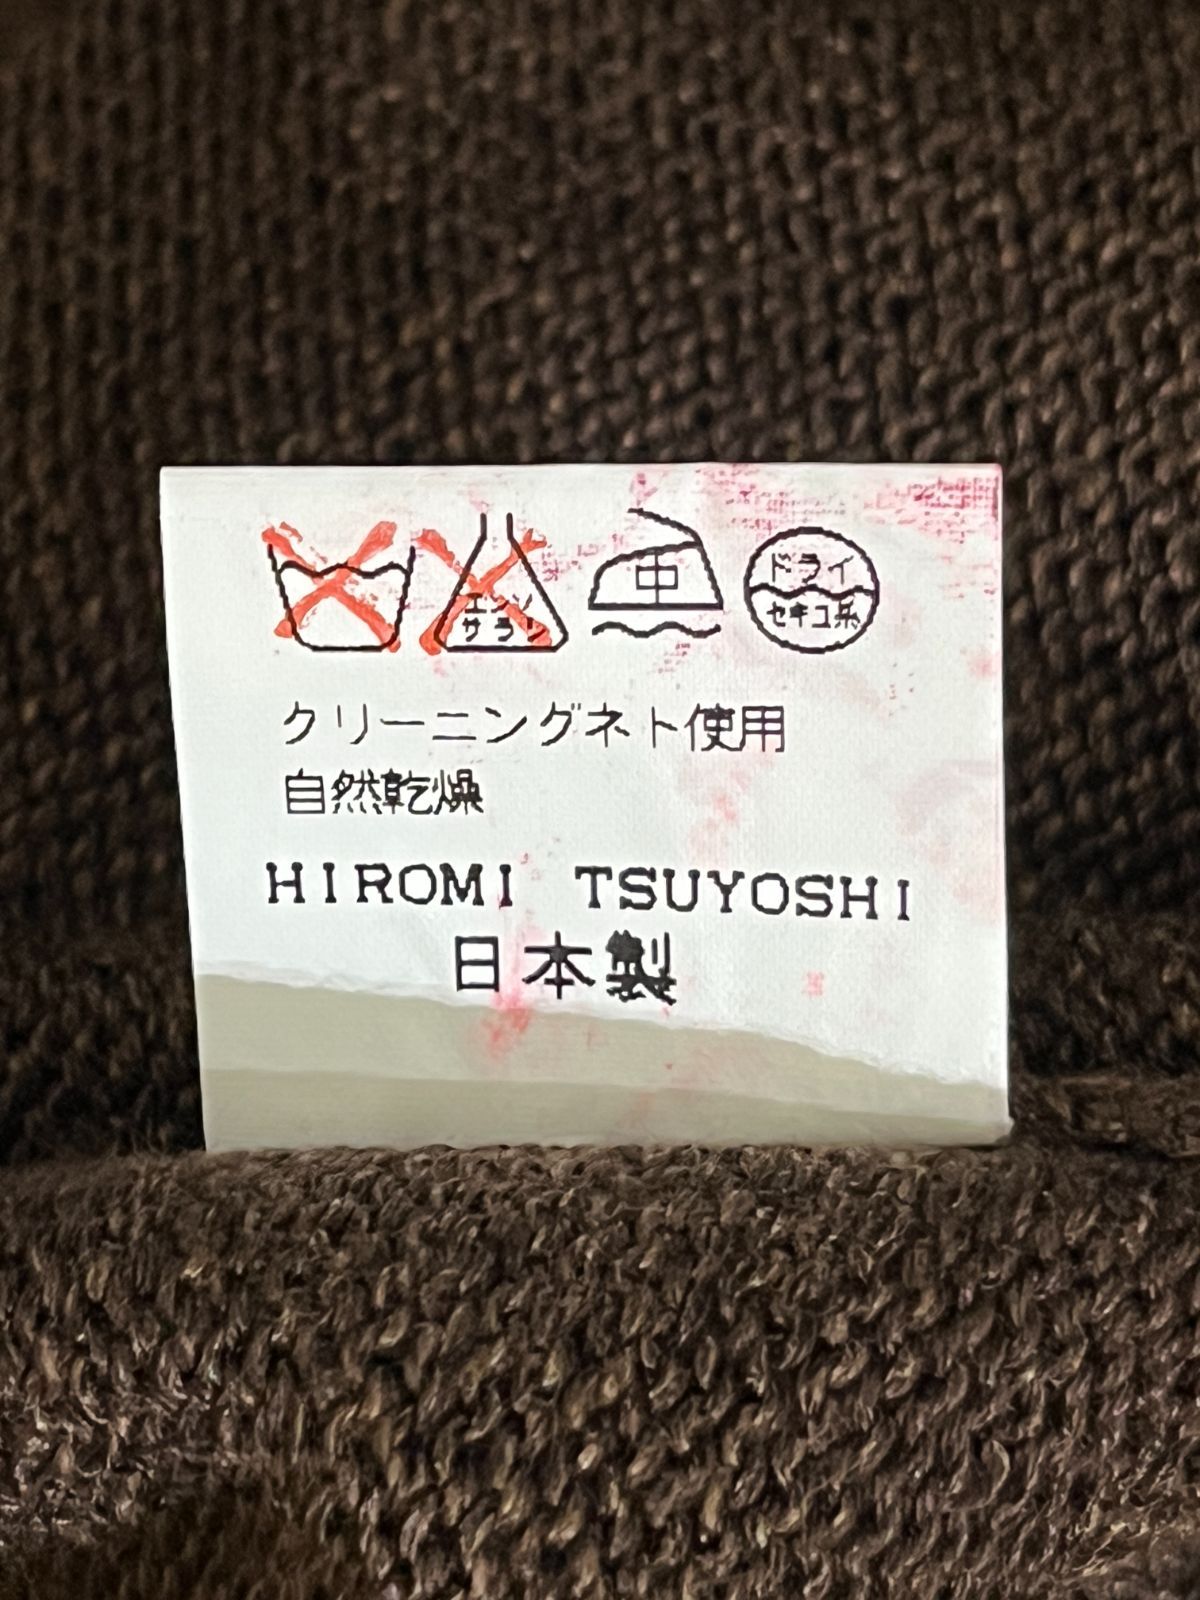 エンソ サラシ 中 ドライ セキユ系
クリーニングネト使用
自然乾燥
HIROMI TSUYOSHI
日本製